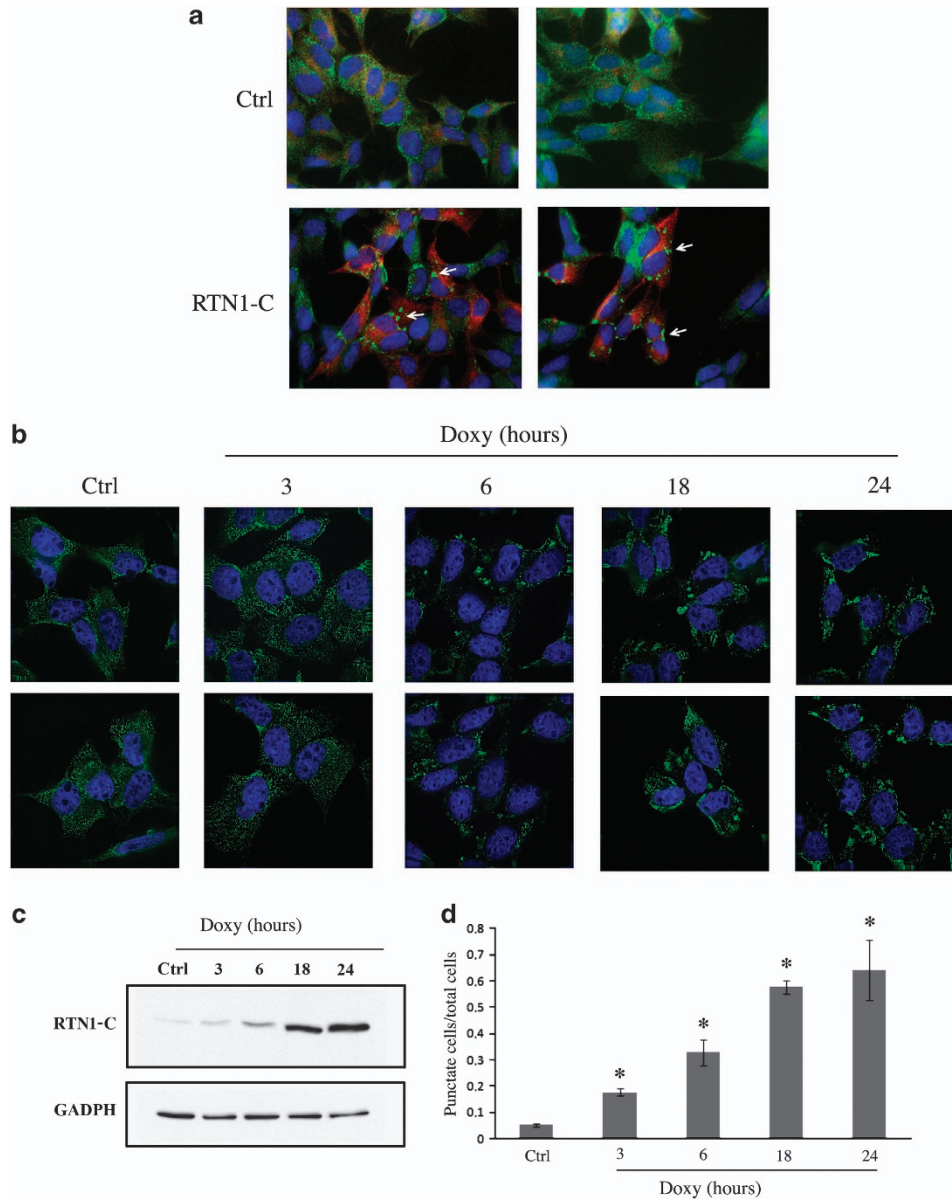 a
Ctrl
RTN1-C
b
Doxy (hours)
Ctrl 3 6 18 24
c
Doxy (hours)
Ctrl 3 6 18 24
RTN1-C
GADPH
d
Punctate cells/total cells
0,8
0,7
0,6
0,5
0,4
0,3
0,2
0,1
0
* * * *
Ctrl 3 6 18 24
Doxy (hours)